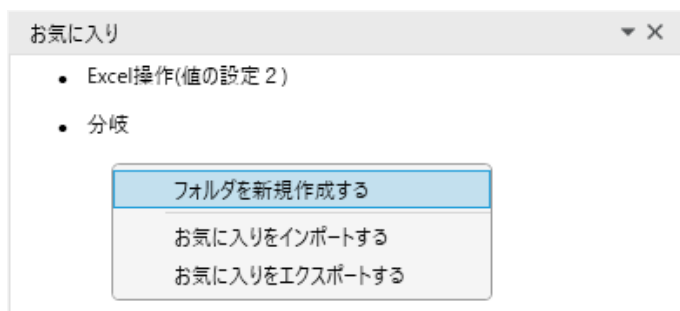 お気に入り
Excel操作(値の設定２)
分岐
フォルダを新規作成する
お気に入りをインポートする
お気に入りをエクスポートする